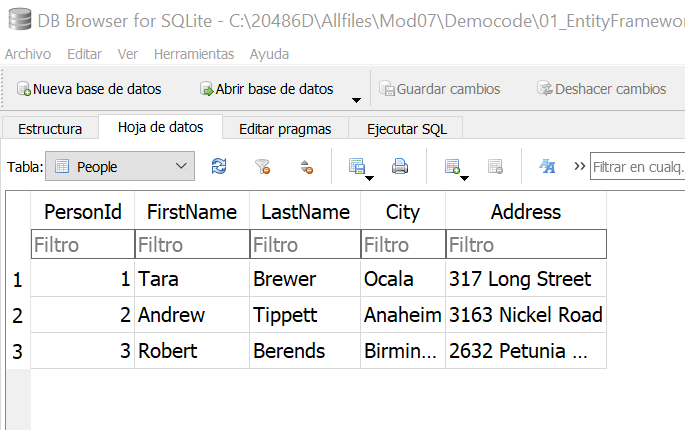 DB Browser for SQLite - C:\20486D\Allfiles\Mod07\Democode\01_EntityFramewor
Archivo Editar Ver Herramientas Ayuda
Nueva base de datos Abrir base de datos Guardar cambios Deshacer cambios
Estructura Hoja de datos Editar pragmas Ejecutar SQL
Tabla: People Filtrar en cualq.
PersonId FirstName LastName City Address
Filtro Filtro Filtro Filtro Filtro
1 1 Tara Brewer Ocala 317 Long Street
2 2 Andrew Tippett Anaheim 3163 Nickel Road
3 3 Robert Berends Birmin... 2632 Petunia ...